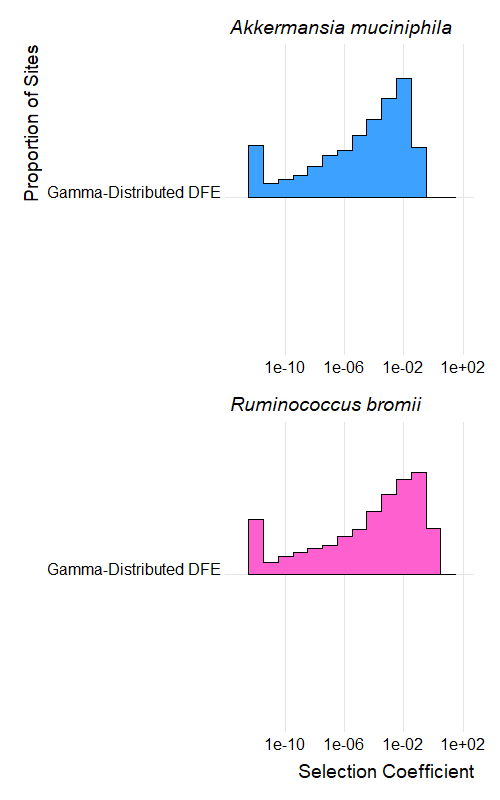 Akkermansia muciniphila
Proportion of Sites
Gamma-Distributed DFE
1e-10 1e-06 1e-02 1e+02
Ruminococcus bromii
Gamma-Distributed DFE
1e-10 1e-06 1e-02 1e+02
Selection Coefficient